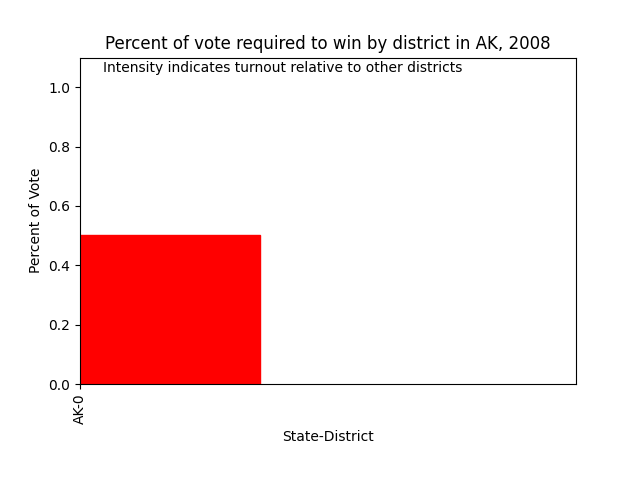 Percent of vote required to win by district in AK, 2008
Intensity indicates turnout relative to other districts
1.0
0.8
0.6
0.4
0.2
0.0
Percent of Vote
AK-0
State-District